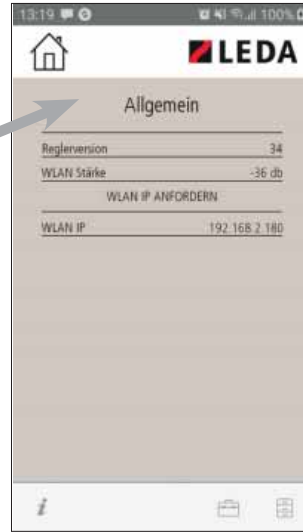 13:19 100%
LEDA
Allgemein
Reglerversion 34
WLAN Stärke -36 db
WLAN IP ANFORDERN
WLAN IP 192.168.2.180
i